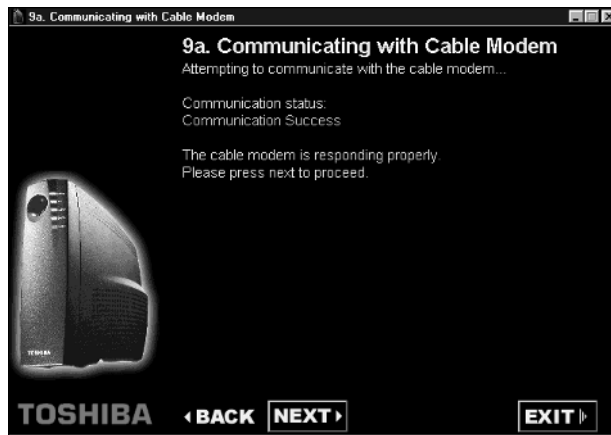 9a. Communicating with Cable Modem
9a. Communicating with Cable Modem
Attempting to communicate with the cable modem...
Communication status:
Communication Success
The cable modem is responding properly.
Please press next to proceed.
TOSHIBA
TOSHIBA
BACK NEXT EXIT